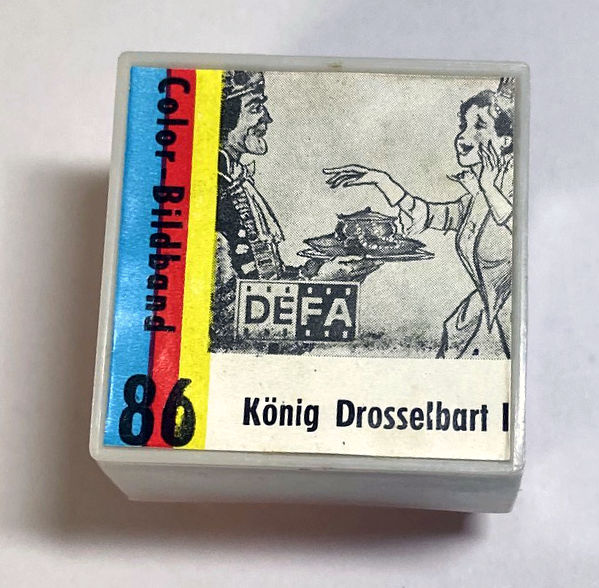 Color-Bildband
86
DEFA
König Drosselbart I